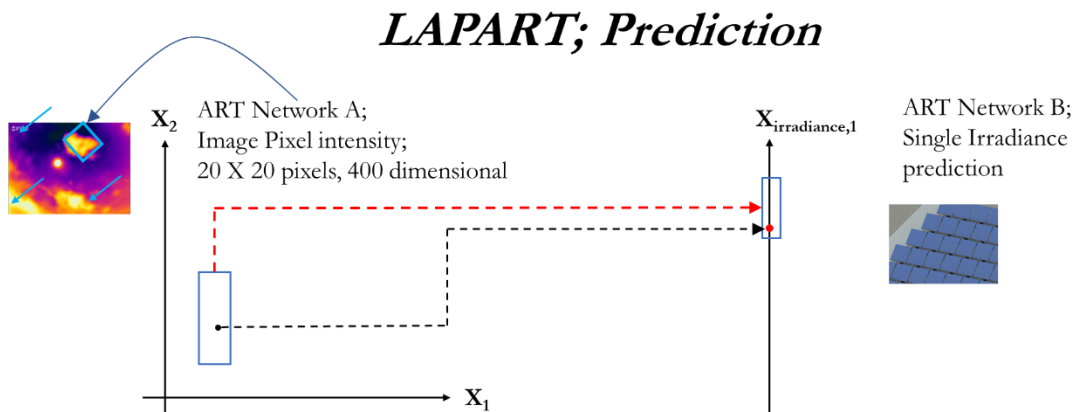 LAPART; Prediction
ART Network A;
Image Pixel intensity;
20 X 20 pixels, 400 dimensional
X2
X1
Xirradiance,1
ART Network B;
Single Irradiance
prediction